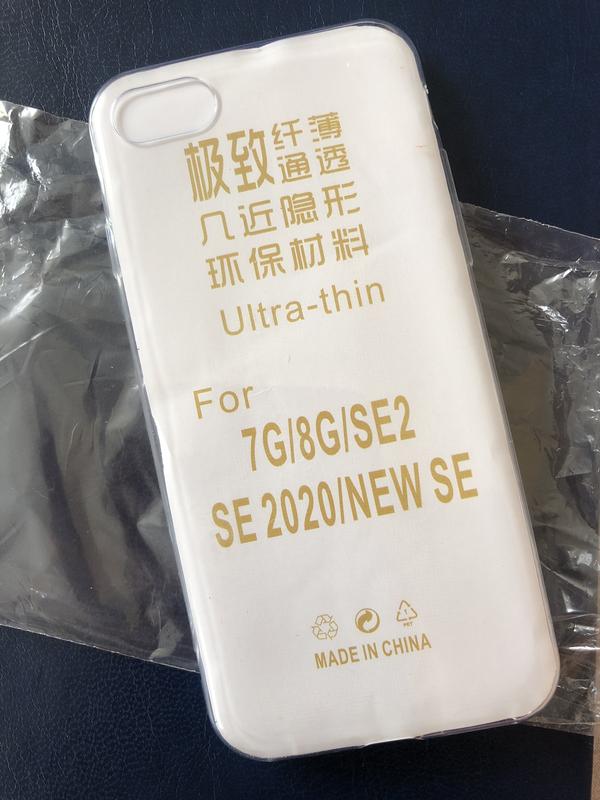 极致纤薄
通透
几近隐形
环保材料
Ultra-thin
For
7G/8G/SE2
SE 2020/NEW SE
MADE IN CHINA